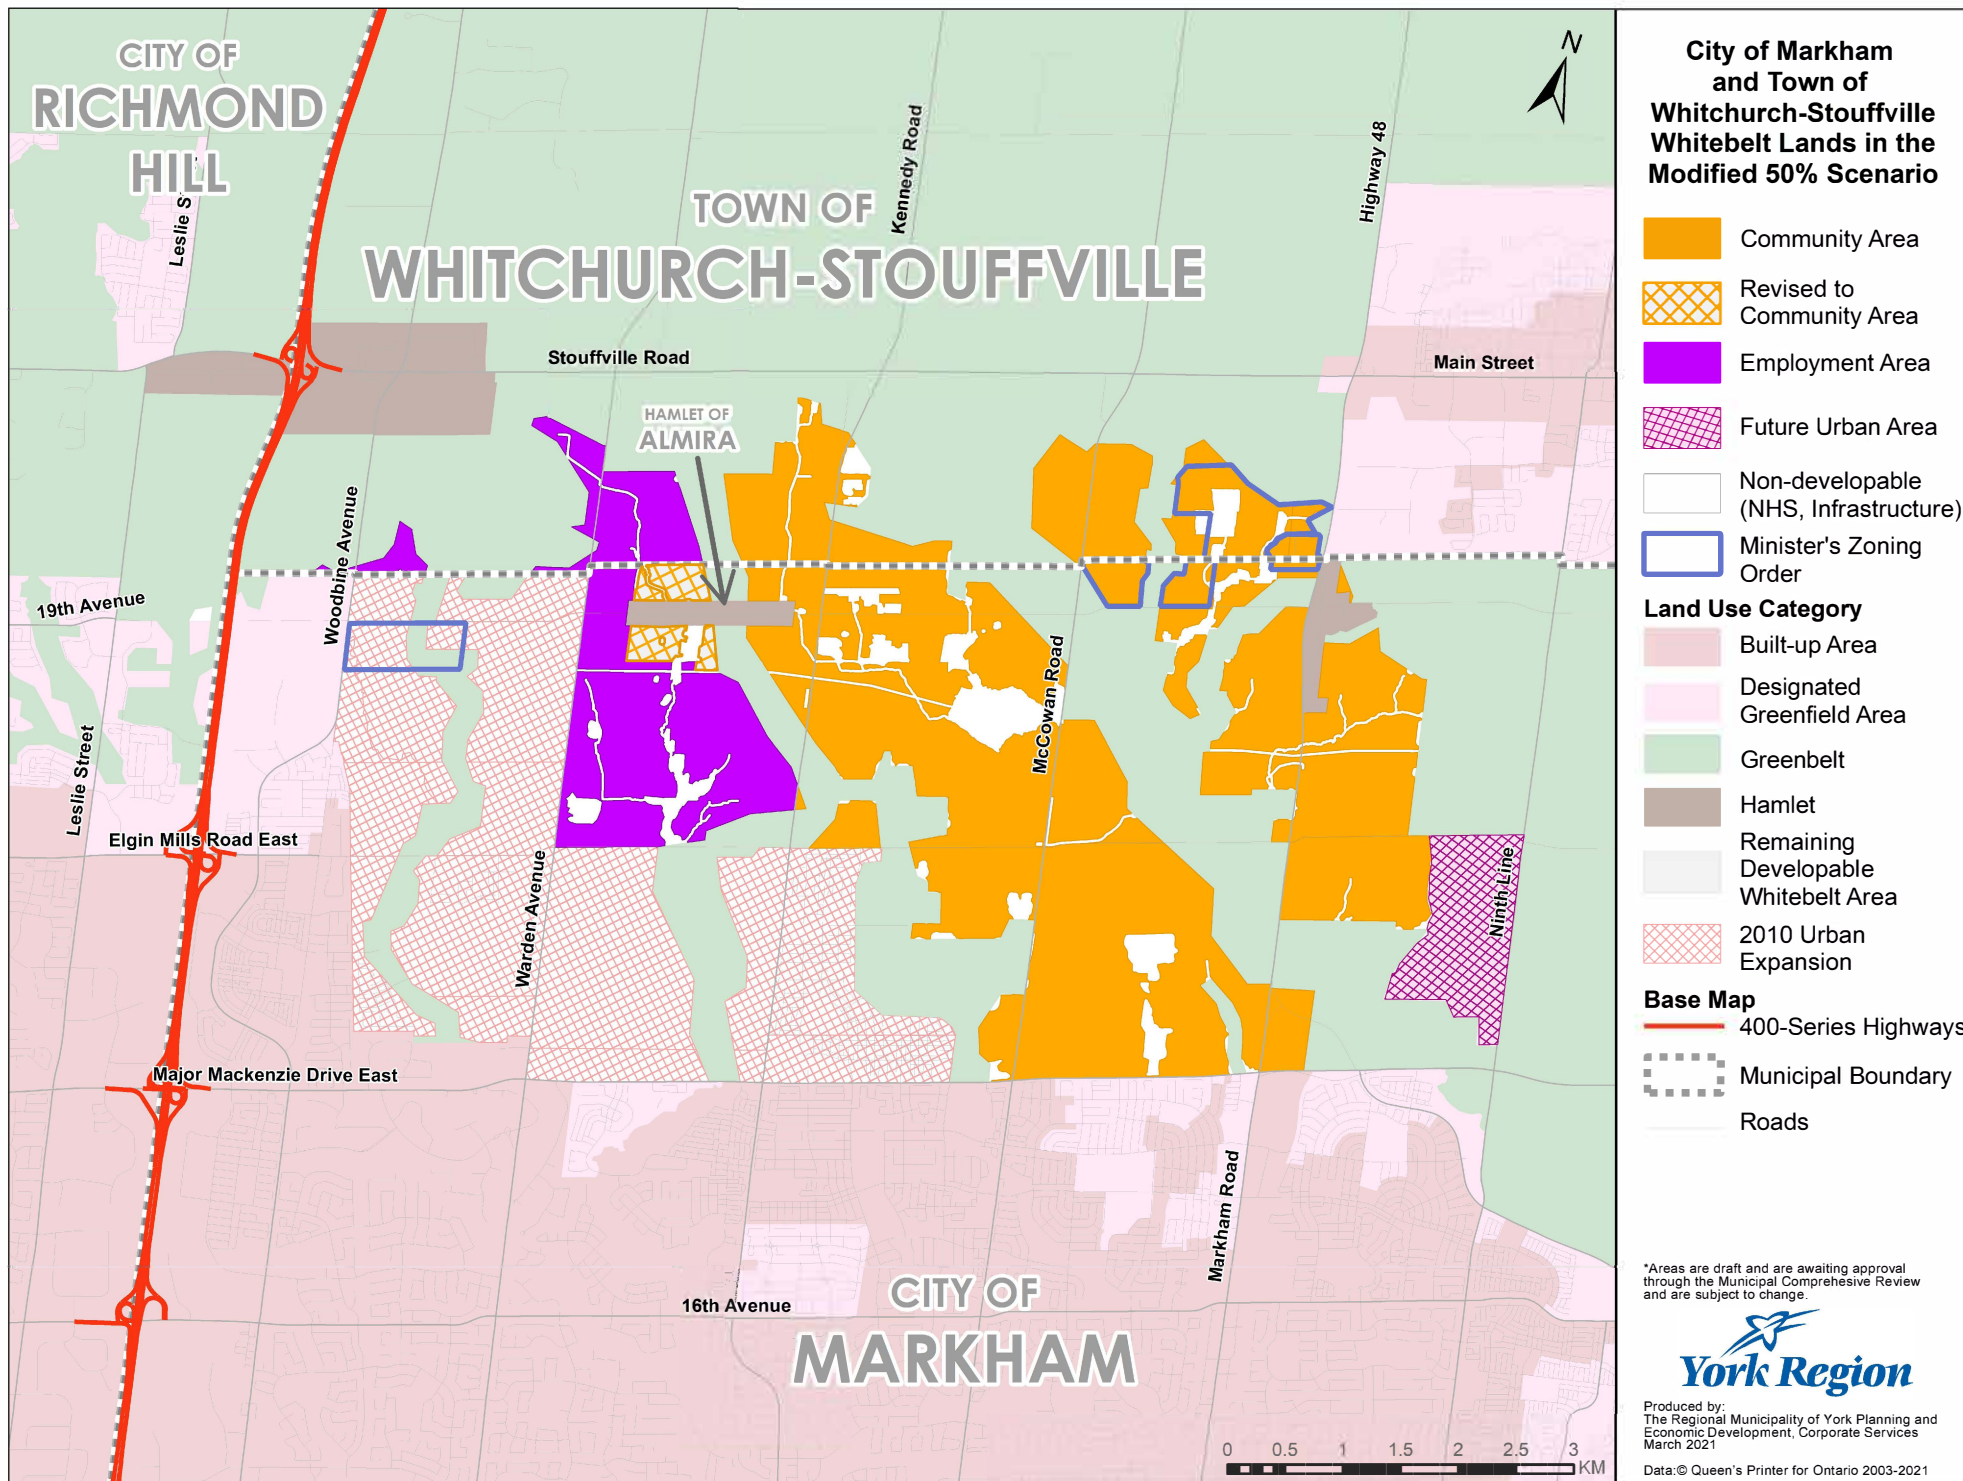 CITY OF
RICHMOND
HILL
Leslie S
TOWN OF
WHITCHURCH-STOUFFVILLE
Kennedy Road
Highway 48
N
Stouffville Road
Main Street
HAMLET OF
ALMIRA
Woodbine Avenue
19th Avenue
Leslie Street
McCowan Road
Elgin Mills Road East
Warden Avenue
Ninth Line
Major Mackenzie Drive East
Markham Road
16th Avenue
CITY OF
MARKHAM
0 0.5 1 1.5 2 2.5 3
KM
City of Markham
and Town of
Whitchurch-Stouffville
Whitebelt Lands in the
Modified 50% Scenario
Community Area
Revised to
Community Area
Employment Area
Future Urban Area
Non-developable
(NHS, Infrastructure)
Minister's Zoning
Order
Land Use Category
Built-up Area
Designated
Greenfield Area
Greenbelt
Hamlet
Remaining
Developable
Whitebelt Area
2010 Urban
Expansion
Base Map
400-Series Highways
Municipal Boundary
Roads
*Areas are draft and are awaiting approval
through the Municipal Comprehesive Review
and are subject to change.
York Region
Produced by:
The Regional Municipality of York Planning and
Economic Development, Corporate Services
March 2021
Data:© Queen's Printer for Ontario 2003-2021